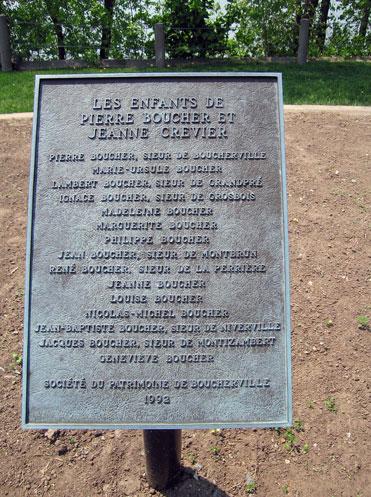 LES ENFANTS DE
PIERRE BOUCHER ET
JEANNE CREVIER
PIERRE BOUCHER, SIEUR DE BOUCHERVILLE
MARIE-URSULE BOUCHER
LAMBERT BOUCHER, SIEUR DE GRANDPRÉ
IGNACE BOUCHER, SIEUR DE GROSBOIS
MADELEINE BOUCHER
MARGUERITE BOUCHER
PHILIPPE BOUCHER
JEAN BOUCHER, SIEUR DE MONTBRUN
RENÉ BOUCHER, SIEUR DE LA PERRIÈRE
JEANNE BOUCHER
LOUISE BOUCHER
NICOLAS-MICHEL BOUCHER
JEAN-BAPTISTE BOUCHER, SIEUR DE NIVERVILLE
JACQUES BOUCHER, SIEUR DE MONTIZAMBERT
GENEVIEVE BOUCHER
SOCIÉTÉ DU PATRIMOINE DE BOUCHERVILLE
1992